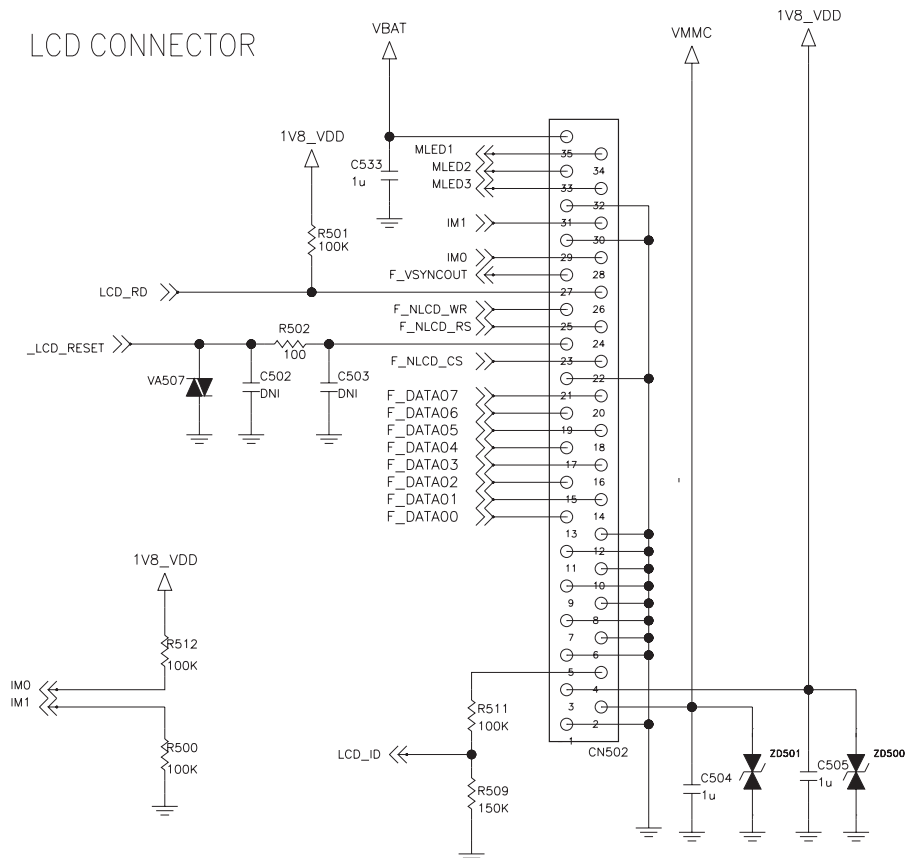 LCD CONNECTOR
VBAT
VMMC
1V8_VDD
1V8_VDD
C533
1u
R501
100K
MLED1
MLED2
MLED3
IM1
IM0
F_VSYNCOUT
LCD_RD
F_NLCD_WR
F_NLCD_RS
_LCD_RESET
R502
100
F_NLCD_CS
VA507
C502
DNI
C503
DNI
F_DATA07
F_DATA06
F_DATA05
F_DATA04
F_DATA03
F_DATA02
F_DATA01
F_DATA00
35
34
33
32
31
30
29
28
27
26
25
24
23
22
21
20
19
18
17
16
15
14
13
12
11
10
9
8
7
6
5
4
3
2
1
CN502
1V8_VDD
R512
100K
IM0
IM1
R500
100K
R511
100K
LCD_ID
R509
150K
C504
1u
ZD501
C505
1u
ZD500